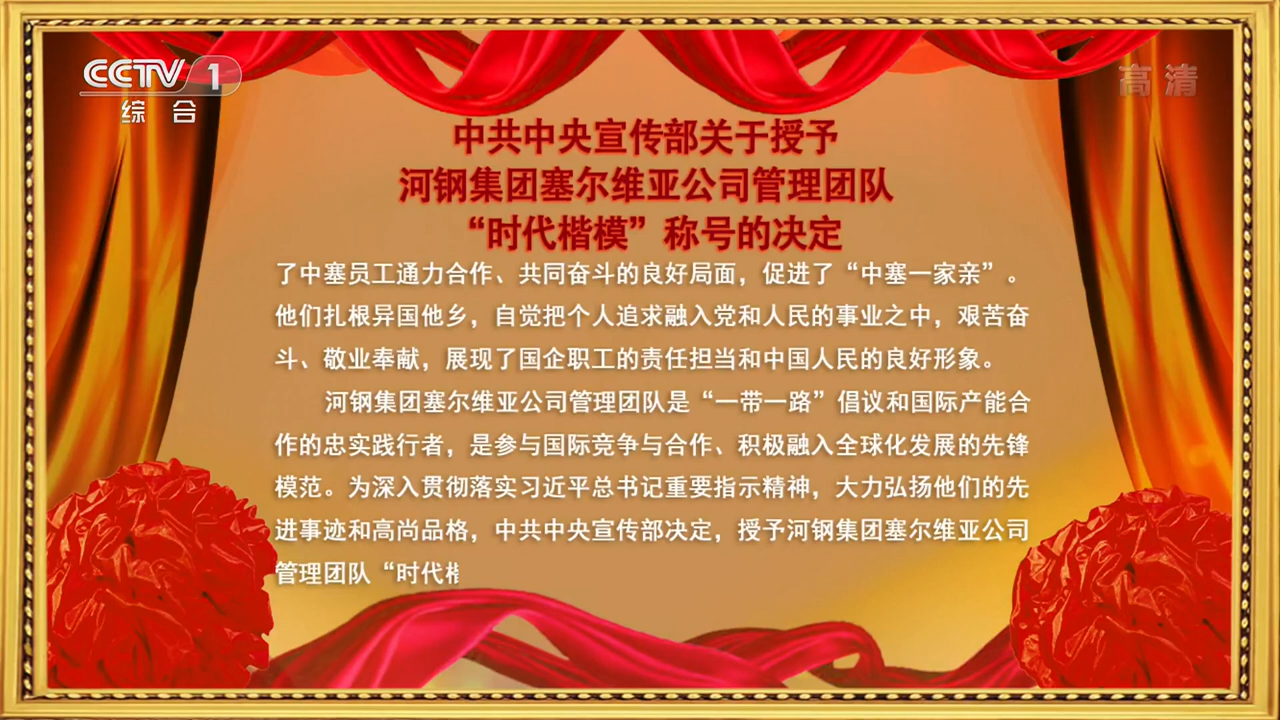 CCTV 1
综合
高清
中共中央宣传部关于授予
河钢集团塞尔维亚公司管理团队
“时代楷模”称号的决定
了中塞员工通力合作、共同奋斗的良好局面，促进了“中塞一家亲”。
他们扎根异国他乡，自觉把个人追求融入党和人民的事业之中，艰苦奋
斗、敬业奉献，展现了国企职工的责任担当和中国人民的良好形象。
河钢集团塞尔维亚公司管理团队是“一带一路”倡议和国际产能合
作的忠实践行者，是参与国际竞争与合作、积极融入全球化发展的先锋
模范。为深入贯彻落实习近平总书记重要指示精神，大力弘扬他们的先
进事迹和高尚品格，中共中央宣传部决定，授予河钢集团塞尔维亚公司
管理团队“时代